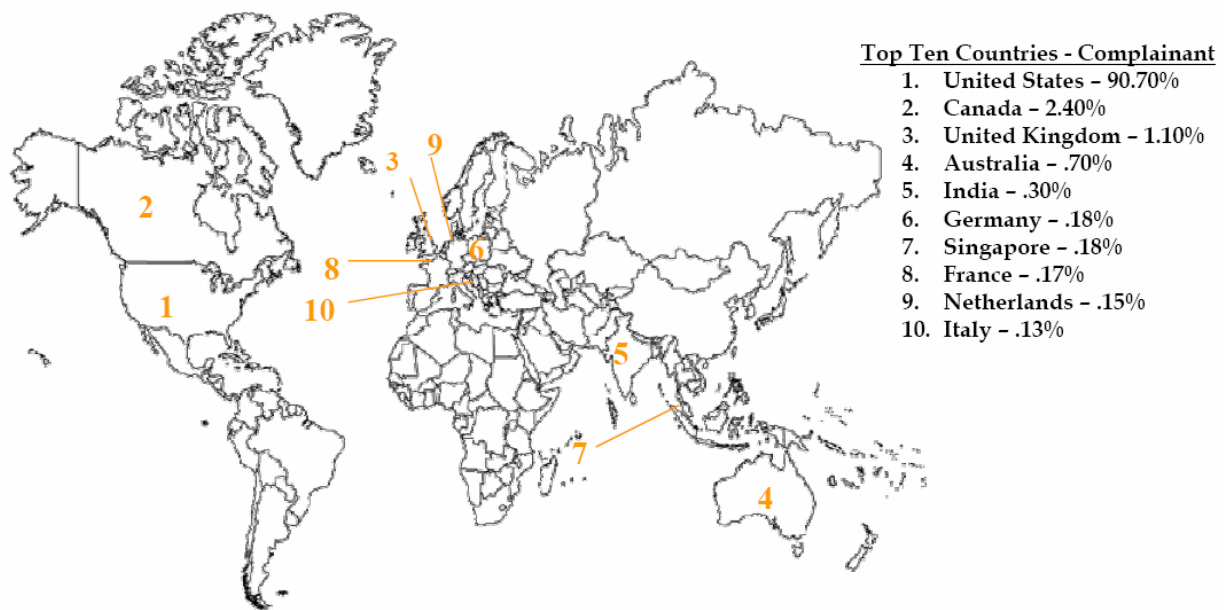 Top Ten Countries - Complainant
1. United States – 90.70%
2. Canada – 2.40%
3. United Kingdom – 1.10%
4. Australia – .70%
5. India – .30%
6. Germany – .18%
7. Singapore – .18%
8. France – .17%
9. Netherlands – .15%
10. Italy – .13%
9
3
2
6
8
1
10
5
7
4